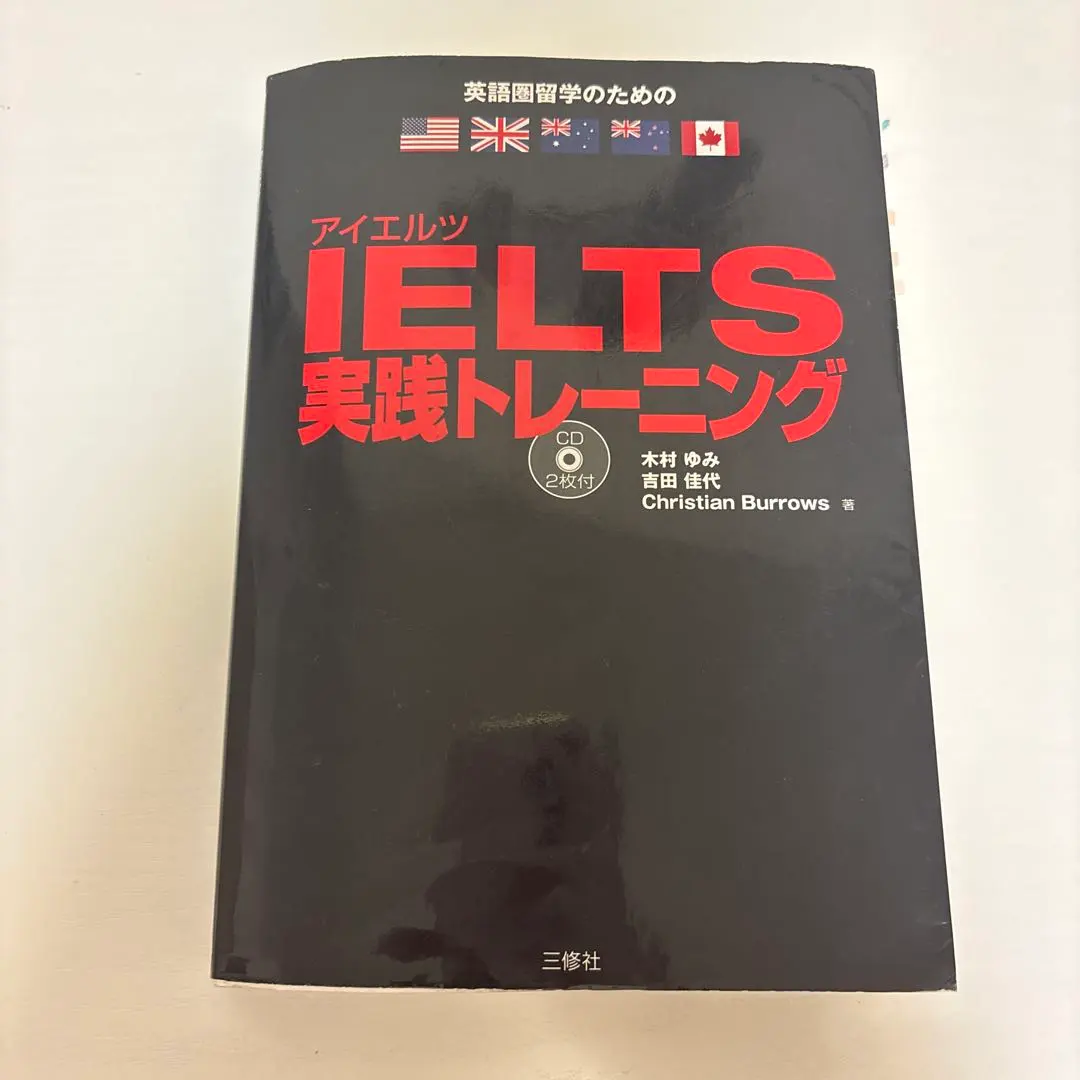 英語圏留学のための
アイエルツ
IELTS
実践トレーニング
CD
2枚付
木村 ゆみ
吉田 佳代
Christian Burrows 著
三修社